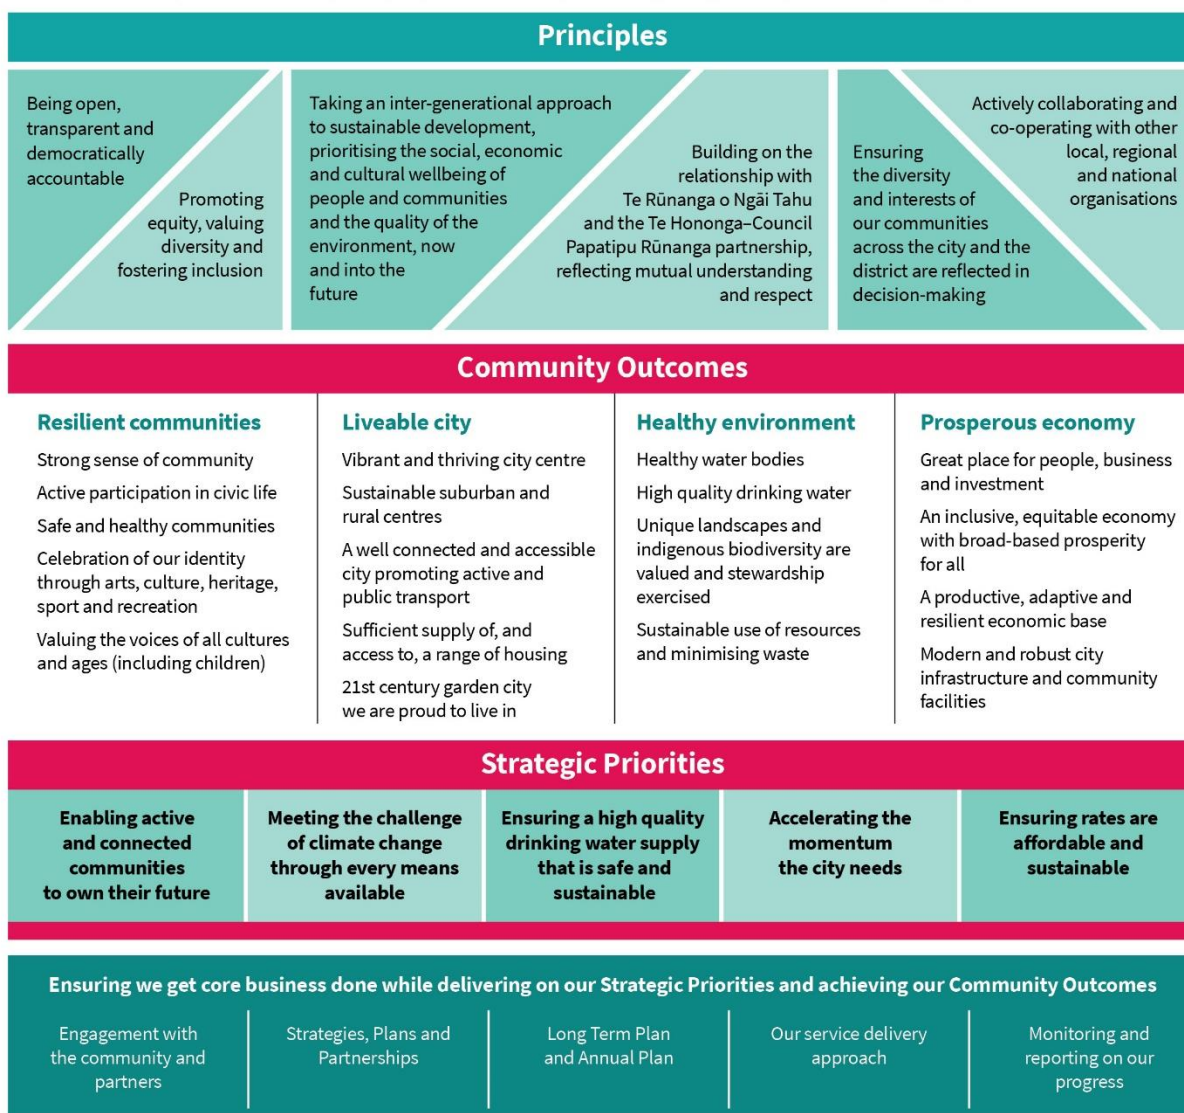 Principles
Being open,
transparent and
democratically
accountable
Promoting
equity, valuing
diversity and
fostering inclusion
Taking an inter-generational approach
to sustainable development,
prioritising the social, economic
and cultural wellbeing of
people and communities
and the quality of the
environment, now
and into the
future
Building on the
relationship with
Te Rūnanga o Ngāi Tahu
and the Te Hononga–Council
Papatipu Rūnanga partnership,
reflecting mutual understanding
and respect
Ensuring
the diversity
and interests of
our communities
across the city and the
district are reflected in
decision-making
Actively collaborating and
co-operating with other
local, regional
and national
organisations
Community Outcomes
Resilient communities
Strong sense of community
Active participation in civic life
Safe and healthy communities
Celebration of our identity
through arts, culture, heritage,
sport and recreation
Valuing the voices of all cultures
and ages (including children)
Liveable city
Vibrant and thriving city centre
Sustainable suburban and
rural centres
A well connected and accessible
city promoting active and
public transport
Sufficient supply of, and
access to, a range of housing
21st century garden city
we are proud to live in
Healthy environment
Healthy water bodies
High quality drinking water
Unique landscapes and
indigenous biodiversity are
valued and stewardship
exercised
Sustainable use of resources
and minimising waste
Prosperous economy
Great place for people, business
and investment
An inclusive, equitable economy
with broad-based prosperity
for all
A productive, adaptive and
resilient economic base
Modern and robust city
infrastructure and community
facilities
Strategic Priorities
Enabling active
and connected
communities
to own their future
Meeting the challenge
of climate change
through every means
available
Ensuring a high quality
drinking water supply
that is safe and
sustainable
Accelerating the
momentum
the city needs
Ensuring rates are
affordable and
sustainable
Ensuring we get core business done while delivering on our Strategic Priorities and achieving our Community Outcomes
Engagement with
the community and
partners
Strategies, Plans and
Partnerships
Long Term Plan
and Annual Plan
Our service delivery
approach
Monitoring and
reporting on our
progress